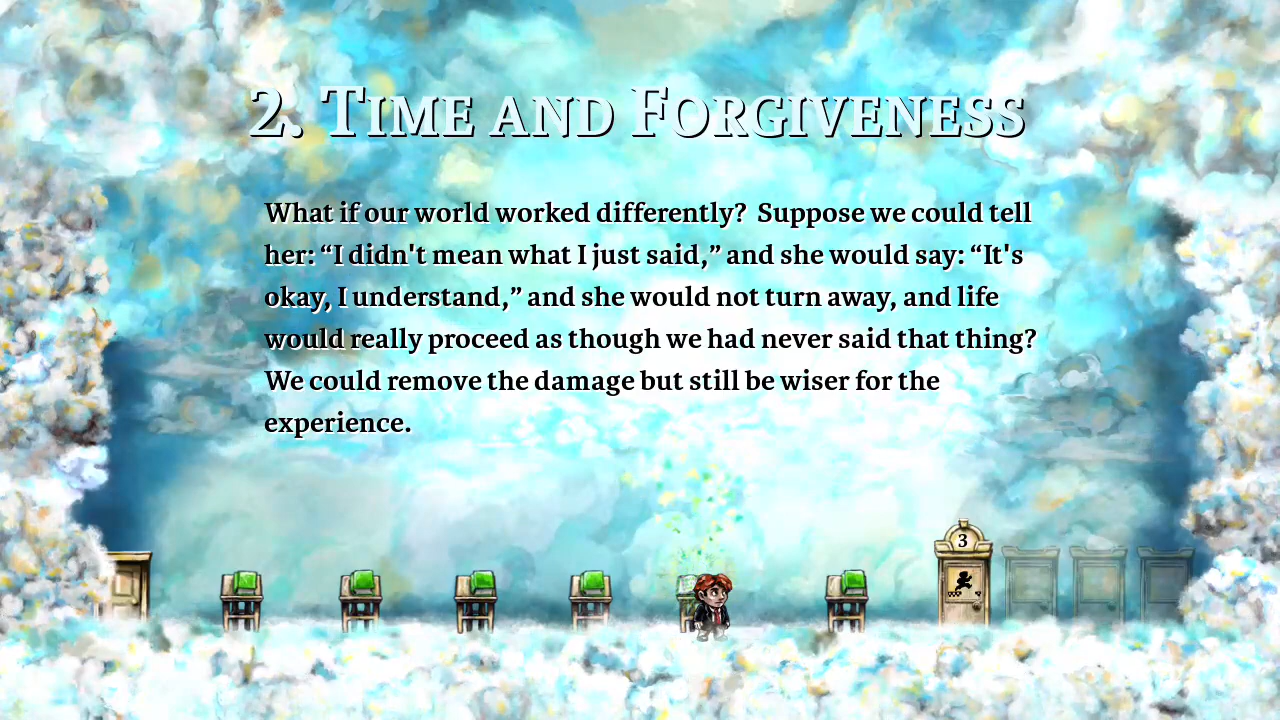 2. Time and Forgiveness
What if our world worked differently?  Suppose we could tell
her: “I didn't mean what I just said,” and she would say: “It's
okay, I understand,” and she would not turn away, and life
would really proceed as though we had never said that thing?
We could remove the damage but still be wiser for the
experience.
3